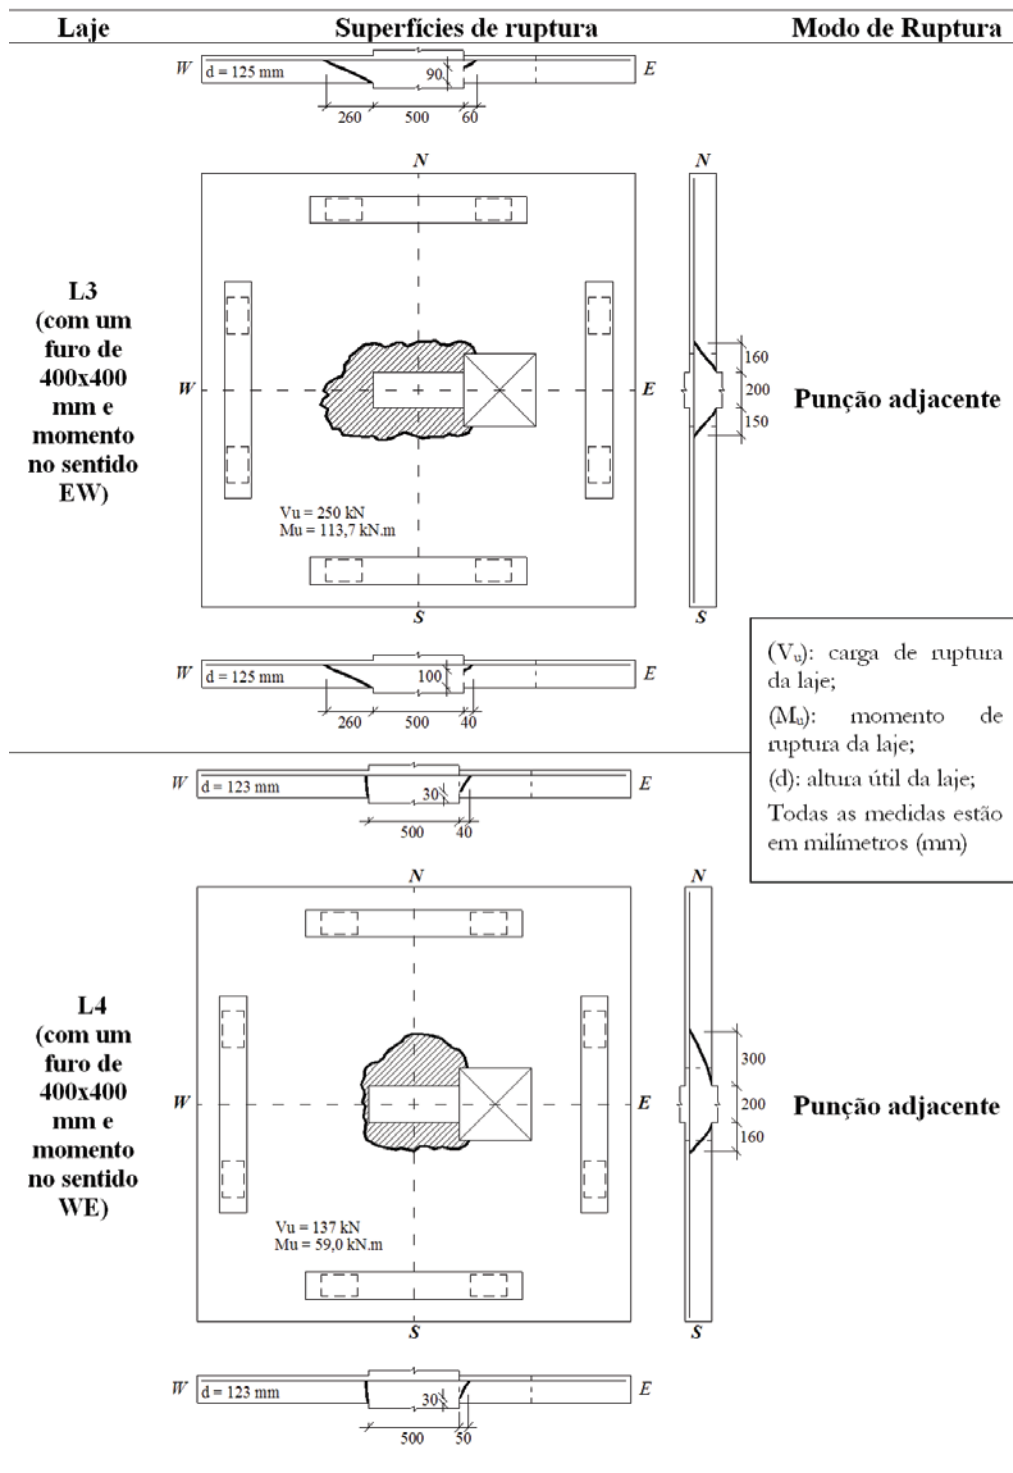 Laje Superfícies de ruptura Modo de Ruptura
W d = 125 mm 90 E
260 500 60
N N
L3
(com um
furo de
400x400
mm e
momento
no sentido
EW)
160
W E 200 Punção adjacente
150
Vu = 250 kN
Mu = 113,7 kN.m
S S
W d = 125 mm 100 E
260 500 40
(Vu): carga de ruptura
da laje;
(Mu): momento de
ruptura da laje;
(d): altura útil da laje;
Todas as medidas estão
em milímetros (mm)
W d = 123 mm 30 E
500 40
N N
L4
(com um
furo de
400x400
mm e
momento
no sentido
WE)
300
W E 200 Punção adjacente
160
Vu = 137 kN
Mu = 59,0 kN.m
S S
W d = 123 mm 30 E
500 50